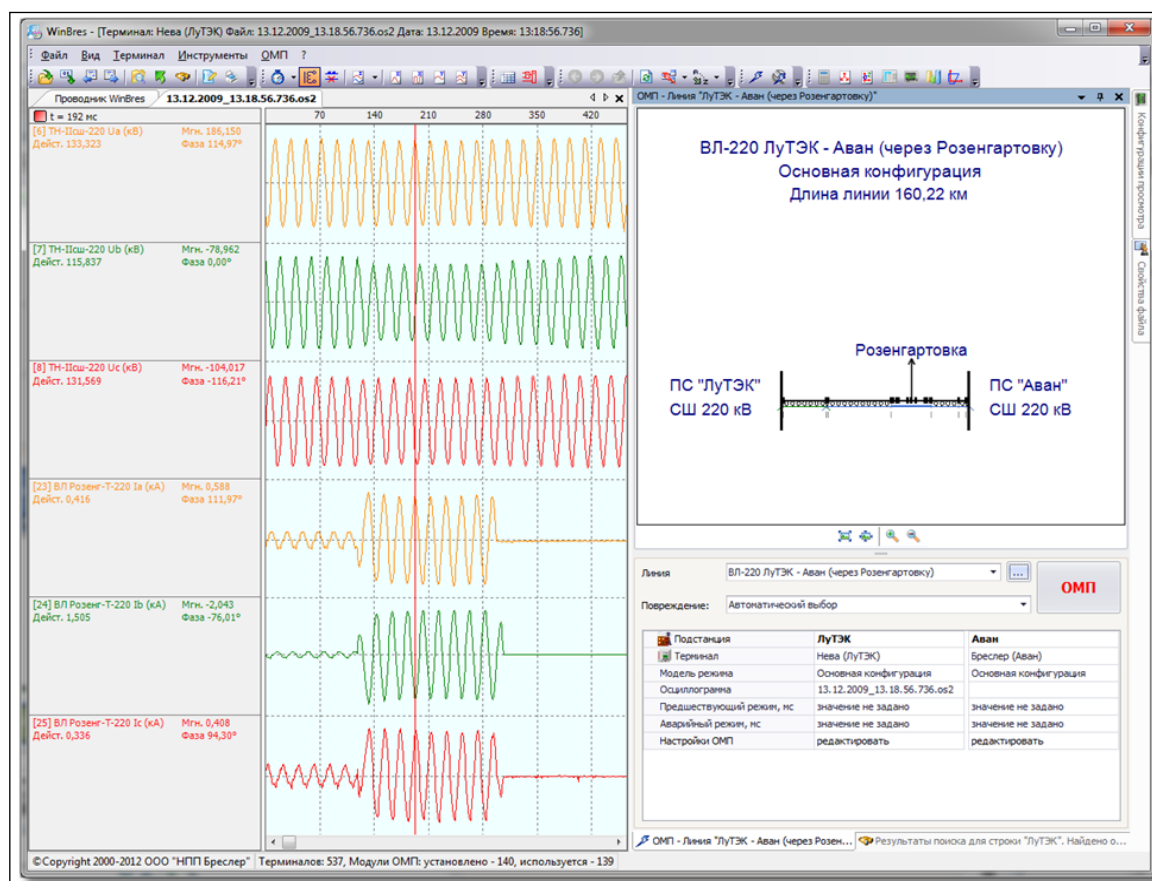 WinBres - [Терминал: Нева (ЛуТЭК) Файл: 13.12.2009_13.18.56.736.os2 Дата: 13.12.2009 Время: 13:18:56.736]
Файл Вид Терминал Инструменты ОМП ?
Проводник WinBres 13.12.2009_13.18.56.736.os2
t = 192 мс
70 140 210 280 350 420
[6] ТН-IIсш-220 Ua (кВ) Мгн. 186,150
Дейст. 133,323 Фаза 114,97°
[7] ТН-IIсш-220 Ub (кВ) Мгн. -78,962
Дейст. 115,837 Фаза 0,00°
[8] ТН-IIсш-220 Uc (кВ) Мгн. -104,017
Дейст. 131,569 Фаза -116,21°
[23] ВЛ Розенг-Т-220 Ia (кА) Мгн. 0,588
Дейст. 0,416 Фаза 111,97°
[24] ВЛ Розенг-Т-220 Ib (кА) Мгн. -2,043
Дейст. 1,505 Фаза -76,01°
[25] ВЛ Розенг-Т-220 Ic (кА) Мгн. 0,408
Дейст. 0,336 Фаза 94,30°
ОМП - Линия "ЛуТЭК - Аван (через Розенгартовку)"
ВЛ-220 ЛуТЭК - Аван (через Розенгартовку)
Основная конфигурация
Длина линии 160,22 км
Розенгартовка
ПС "ЛуТЭК"
СШ 220 кВ
ПС "Аван"
СШ 220 кВ
Конфигурации просмотра
Свойства файла
Линия ВЛ-220 ЛуТЭК - Аван (через Розенгартовку) ...
ОМП
Повреждение: Автоматический выбор
Подстанция ЛуТЭК Аван
Терминал Нева (ЛуТЭК) Бреслер (Аван)
Модель режима Основная конфигурация Основная конфигурация
Осциллограмма 13.12.2009_13.18.56.736.os2
Предшествующий режим, мс значение не задано значение не задано
Аварийный режим, мс значение не задано значение не задано
Настройки ОМП редактировать редактировать
ОМП - Линия "ЛуТЭК - Аван (через Розен... Результаты поиска для строки "ЛуТЭК". Найдено о...
©Copyright 2000-2012 ООО "НПП Бреслер" Терминалов: 537, Модули ОМП: установлено - 140, используется - 139